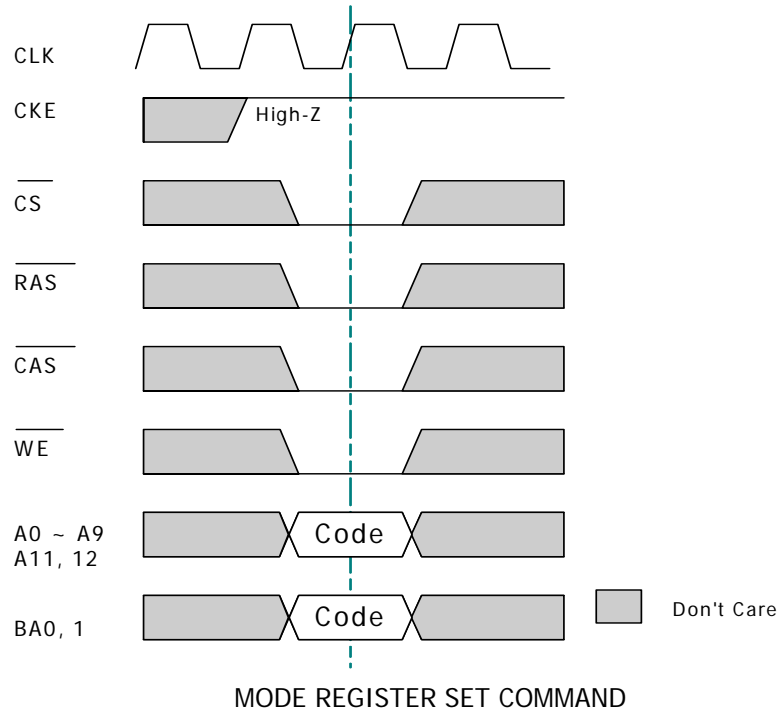 CLK
CKE
High-Z
CS
RAS
CAS
WE
A0 ~ A9
A11, 12
Code
BA0, 1
Code
Don't Care
MODE REGISTER SET COMMAND